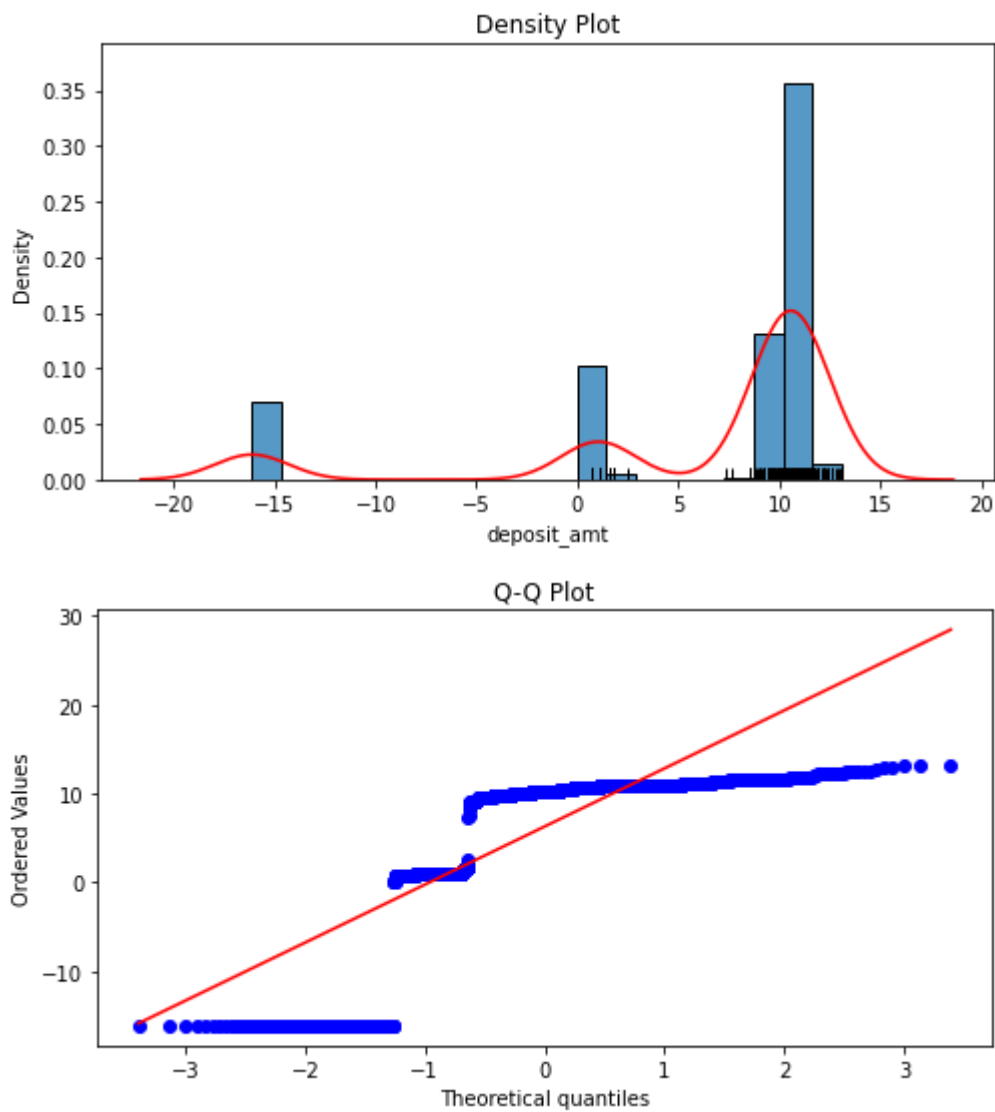 Density Plot
0.35
0.30
0.25
0.20
0.15
0.10
0.05
0.00
Density
−20 −15 −10 −5 0 5 10 15 20
deposit_amt
Q-Q Plot
30
20
10
0
−10
Ordered Values
−3 −2 −1 0 1 2 3
Theoretical quantiles